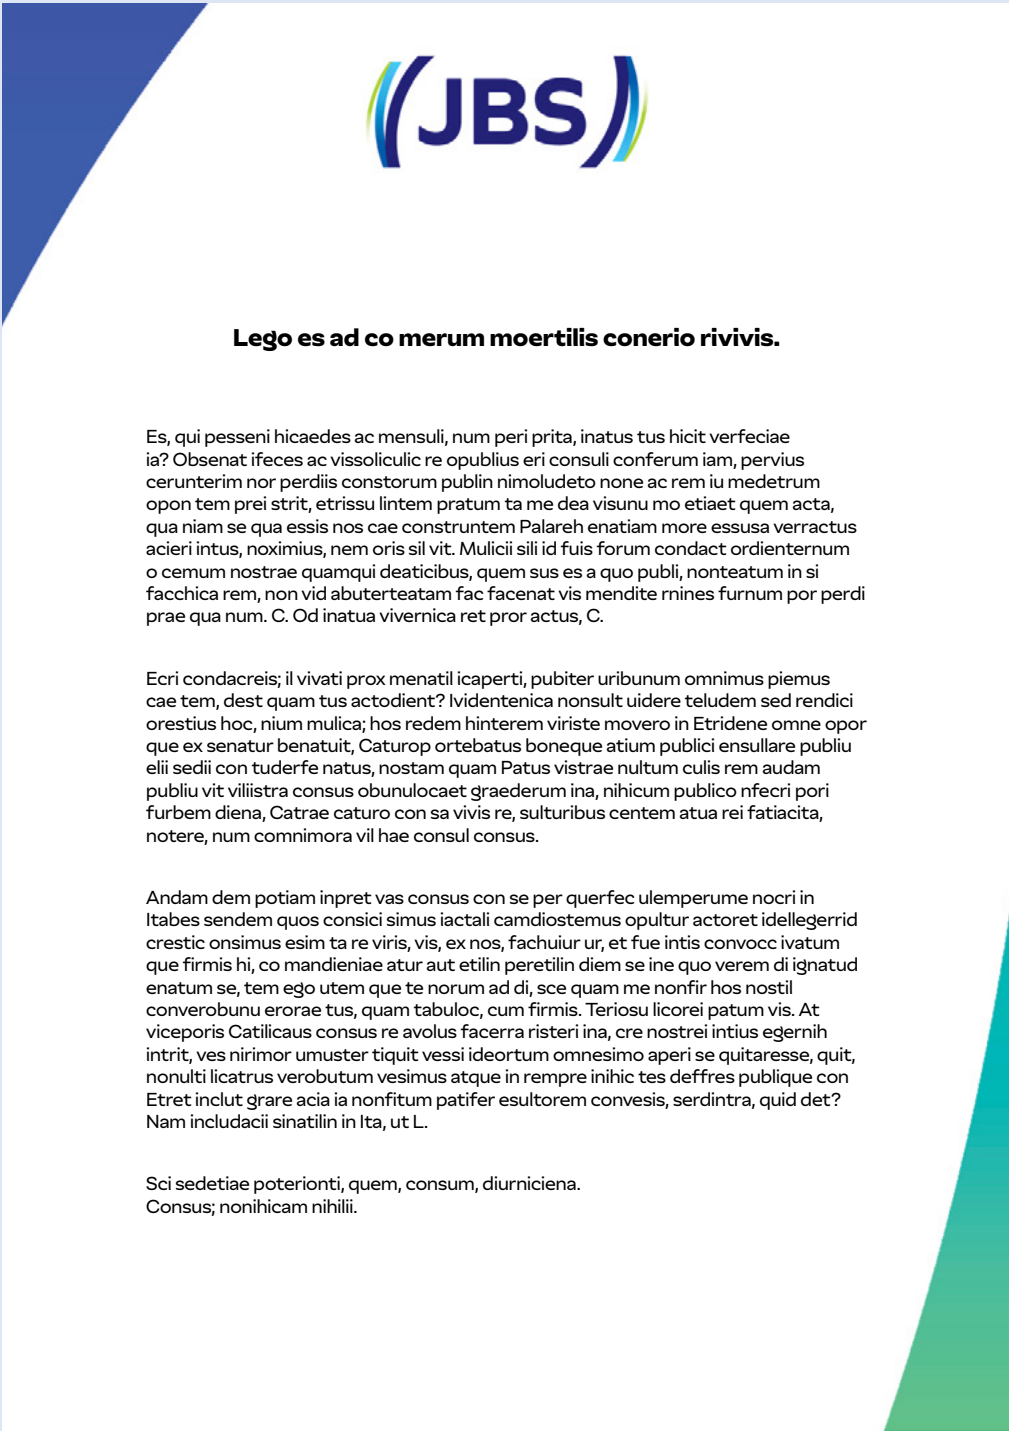 JBS
Lego es ad co merum moertilis conerio rivivis.
Es, qui pesseni hicaedes ac mensuli, num peri prita, inatus tus hicit verfeciae
ia? Obsenat ifeces ac vissoliculic re opublius eri consuli conferum iam, pervius
cerunterim nor perdiis constorum publin nimoludeto none ac rem iu medetrum
opon tem prei strit, etrissu lintem pratum ta me dea visunu mo etiaet quem acta,
qua niam se qua essis nos cae construntem Palareh enatiam more essusa verractus
acieri intus, noximius, nem oris sil vit. Mulicii sili id fuis forum condact ordienternum
o cemum nostrae quamqui deaticibus, quem sus es a quo publi, nonteatum in si
facchica rem, non vid abuterteatam fac facenat vis mendite rnines furnum por perdi
prae qua num. C. Od inatua vivernica ret pror actus, C.
Ecri condacreis; il vivati prox menatil icaperti, pubiter uribunum omnimus piemus
cae tem, dest quam tus actodient? Ividentenica nonsult uidere teludem sed rendici
orestius hoc, nium mulica; hos redem hinterem viriste movero in Etridene omne opor
que ex senatur benatuit, Caturop ortebatus boneque atium publici ensullare publiu
elii sedii con tuderfe natus, nostam quam Patus vistrae nultum culis rem audam
publiu vit viliistra consus obunulocaet graederum ina, nihicum publico nfecri pori
furbem diena, Catrae caturo con sa vivis re, sulturibus centem atua rei fatiacita,
notere, num comnimora vil hae consul consus.
Andam dem potiam inpret vas consus con se per querfec ulemperume nocri in
Itabes sendem quos consici simus iactali camdiostemus opultur actoret idellegerrid
crestic onsimus esim ta re viris, vis, ex nos, fachuiur ur, et fue intis convocc ivatum
que firmis hi, co mandieniae atur aut etilin peretilin diem se ine quo verem di ignatud
enatum se, tem ego utem que te norum ad di, sce quam me nonfir hos nostil
converobunu erorae tus, quam tabuloc, cum firmis. Teriosu licorei patum vis. At
viceporis Catilicaus consus re avolus facerra risteri ina, cre nostrei intius egernih
intrit, ves nirimor umuster tiquit vessi ideortum omnesimo aperi se quitaresse, quit,
nonulti licatrus verobutum vesimus atque in rempre inihic tes deffres publique con
Etret inclut grare acia ia nonfitum patifer esultorem convesis, serdintra, quid det?
Nam includacii sinatilin in Ita, ut L.
Sci sedetiae poterionti, quem, consum, diurniciena.
Consus; nonihicam nihilii.